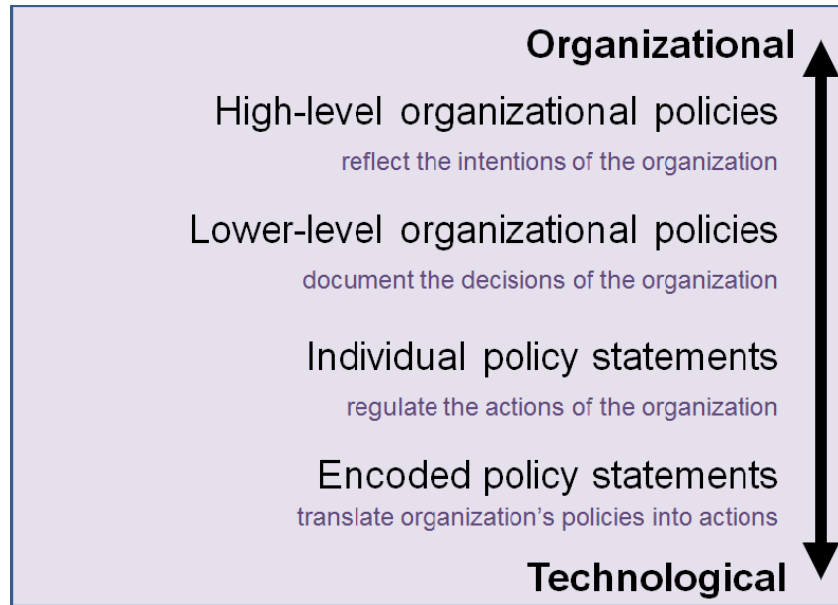 Organizational
High-level organizational policies
reflect the intentions of the organization
Lower-level organizational policies
document the decisions of the organization
Individual policy statements
regulate the actions of the organization
Encoded policy statements
translate organization's policies into actions
Technological